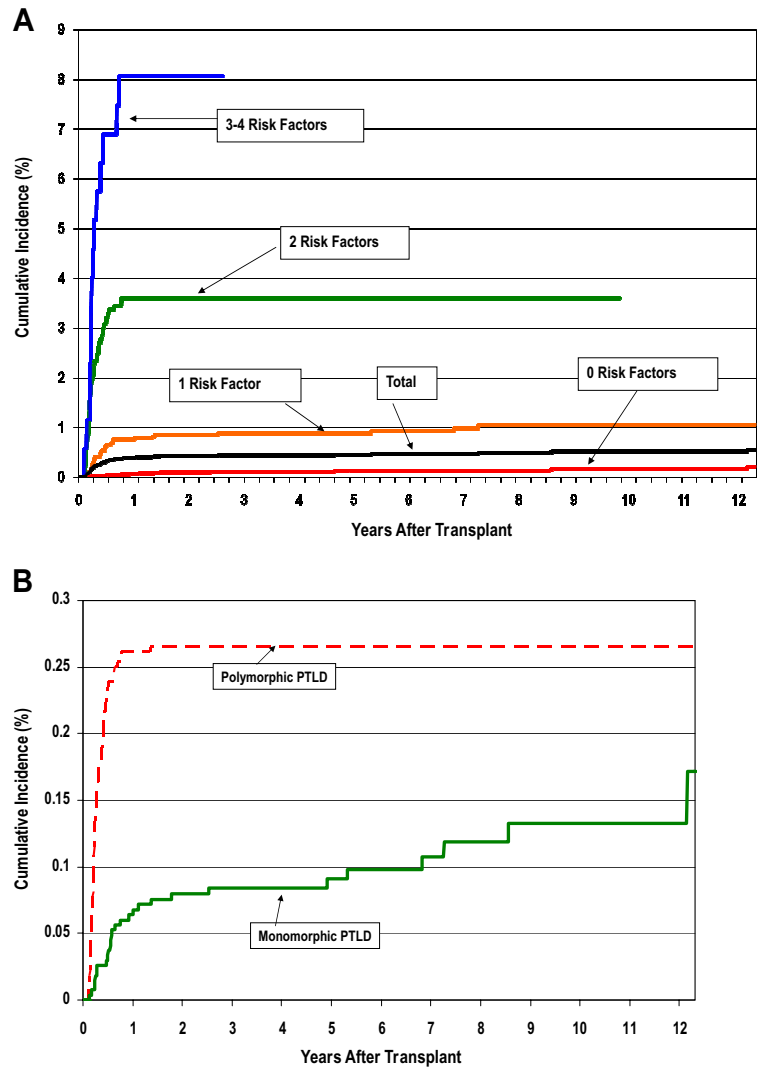 A
9
8
7
6
5
4
3
2
1
0
Cumulative Incidence (%)
3-4 Risk Factors
2 Risk Factors
1 Risk Factor
Total
0 Risk Factors
0 1 2 3 4 5 6 7 8 9 10 11 12
Years After Transplant
B
0.3
0.25
0.2
0.15
0.1
0.05
0
Cumulative Incidence (%)
Polymorphic PTLD
Monomorphic PTLD
0 1 2 3 4 5 6 7 8 9 10 11 12
Years After Transplant